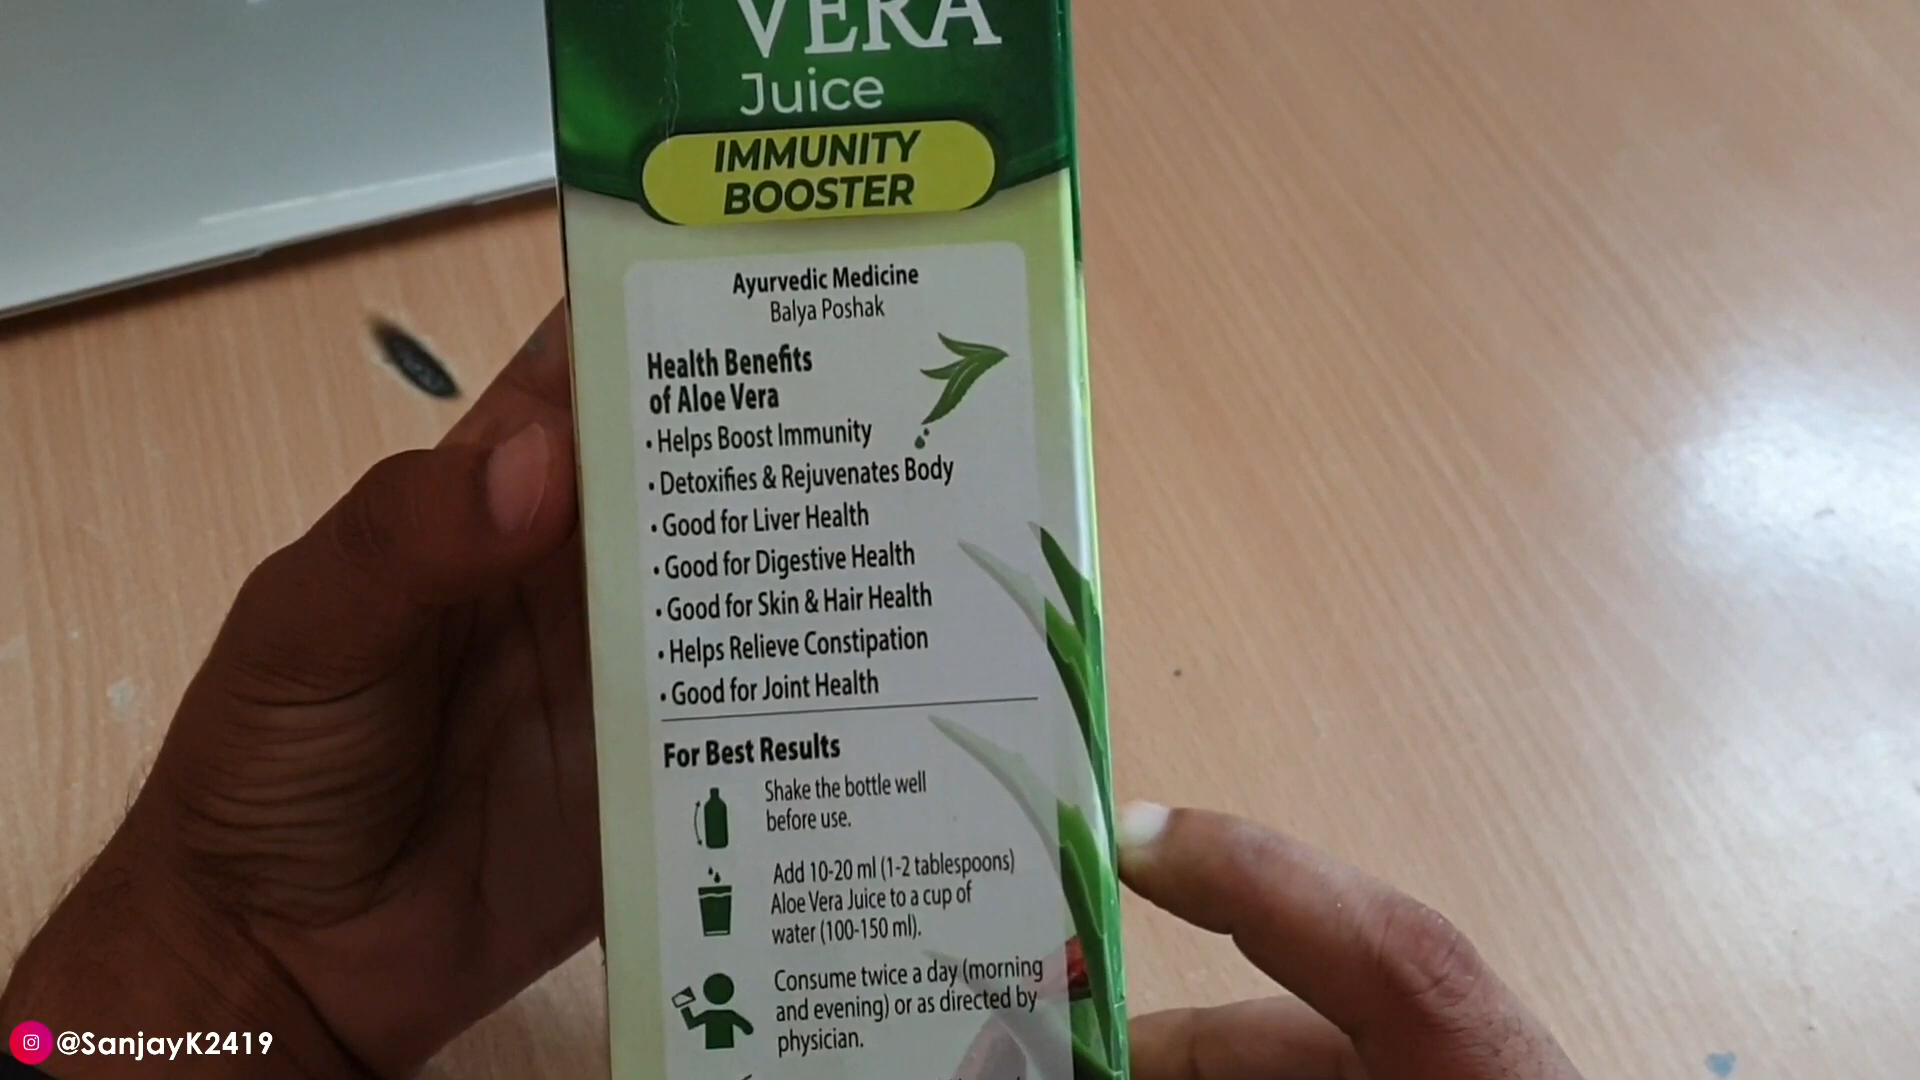 VERA
Juice
IMMUNITY
BOOSTER
Ayurvedic Medicine
Balya Poshak
Health Benefits
of Aloe Vera
• Helps Boost Immunity
• Detoxifies & Rejuvenates Body
• Good for Liver Health
• Good for Digestive Health
• Good for Skin & Hair Health
• Helps Relieve Constipation
• Good for Joint Health
For Best Results
Shake the bottle well
before use.
Add 10-20 ml (1-2 tablespoons)
Aloe Vera Juice to a cup of
water (100-150 ml).
Consume twice a day (morning
and evening) or as directed by
physician.
@SanjayK2419